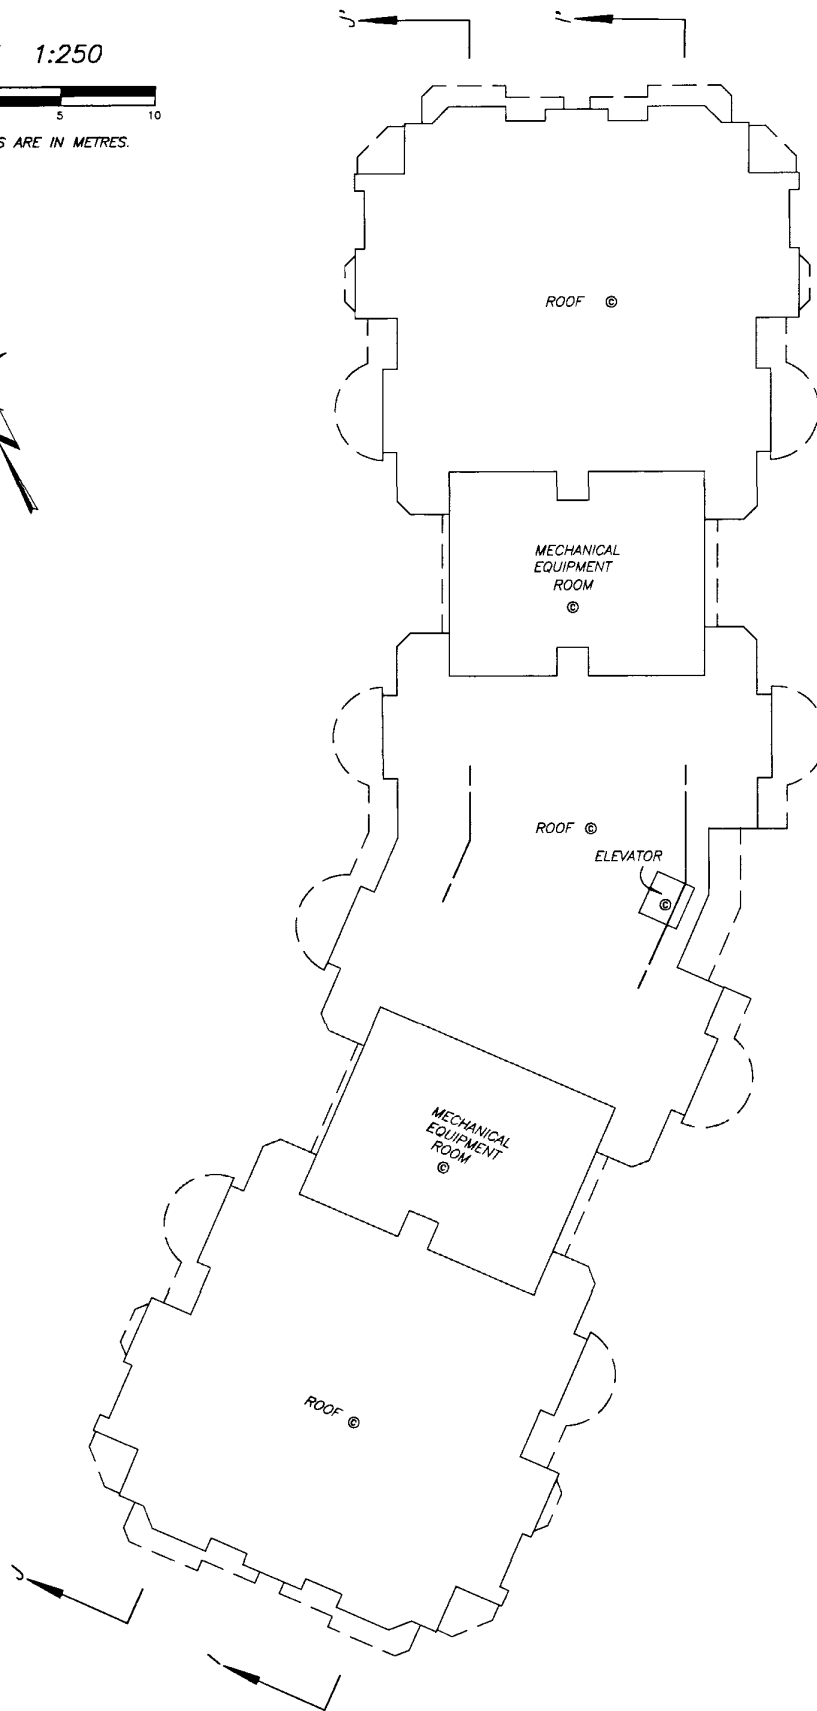 1:250
5 10
S ARE IN METRES.
ROOF ©
MECHANICAL
EQUIPMENT
ROOM
©
ROOF ©
ELEVATOR
©
MECHANICAL
EQUIPMENT
ROOM
©
ROOF ©